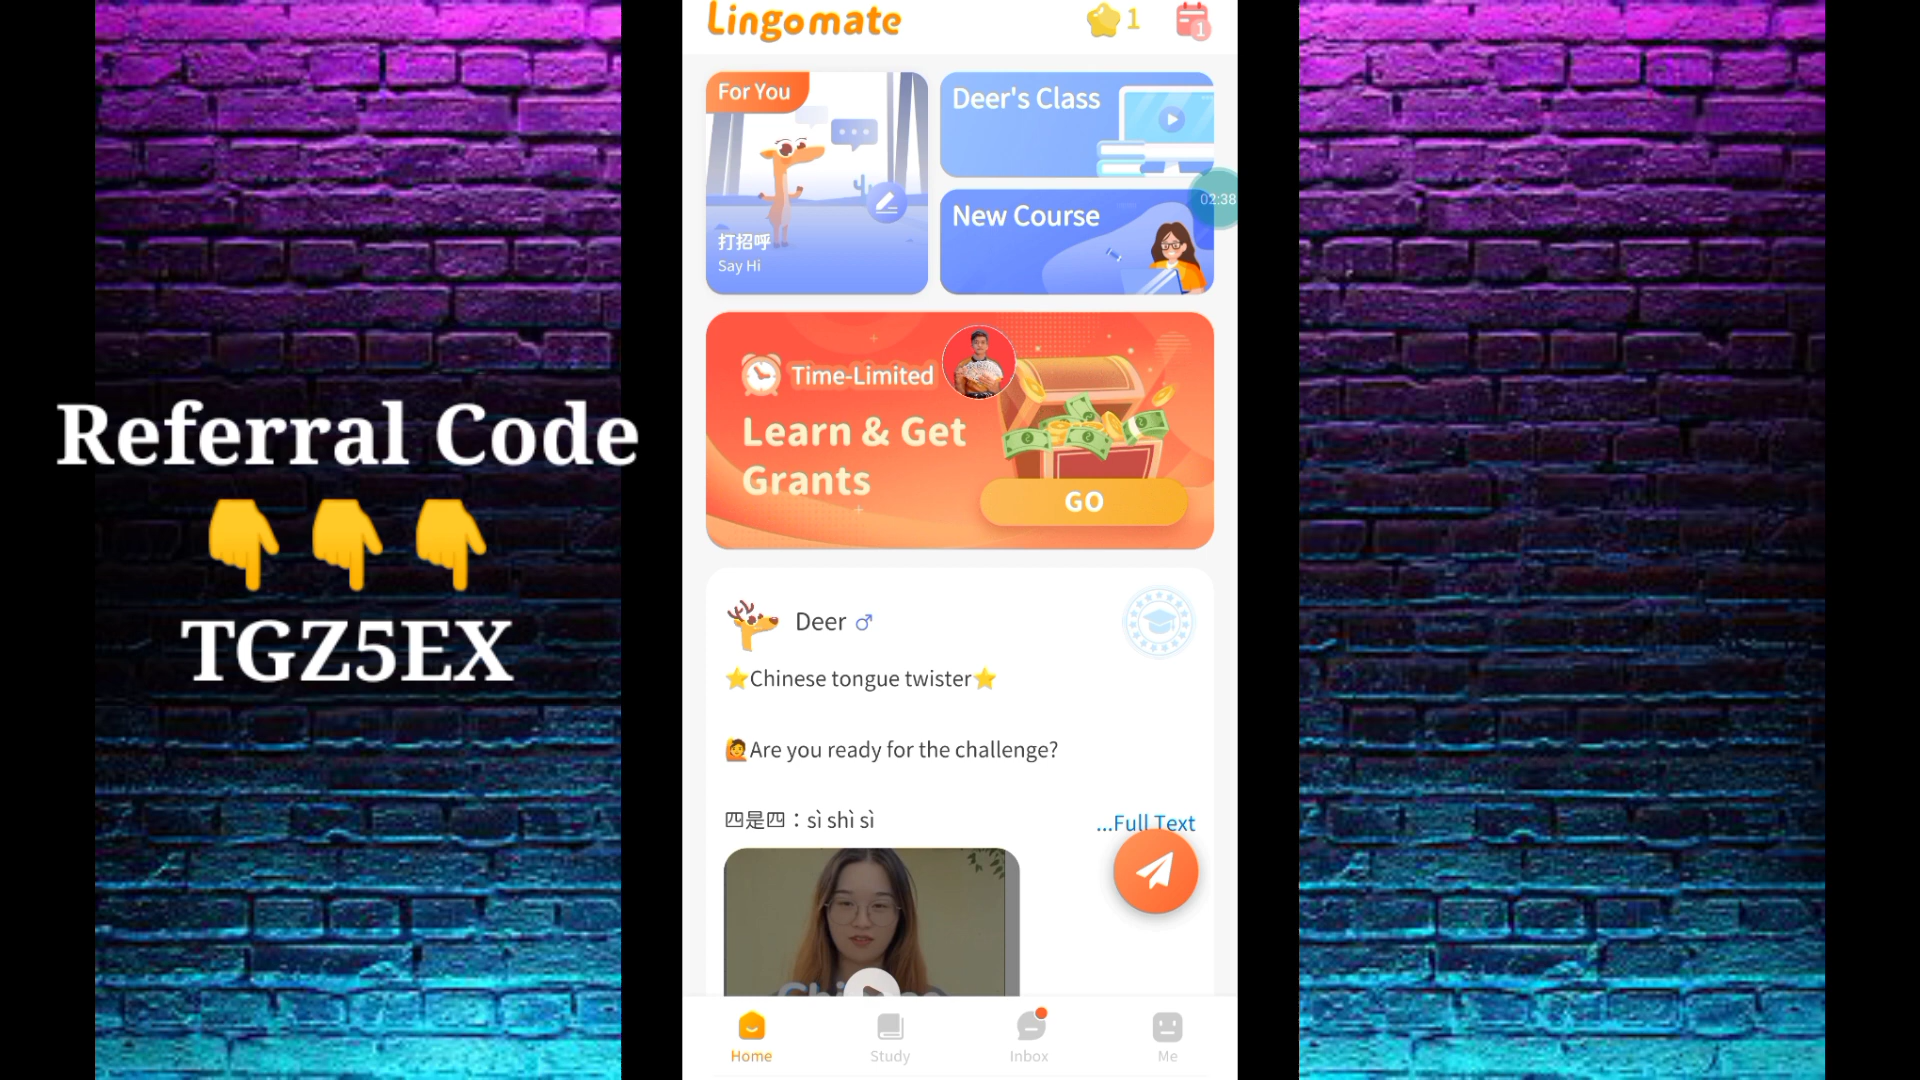 Referral Code
👇👇👇
TGZ5EX
Lingomate
1
1
For You
打招呼
Say Hi
Deer's Class
New Course
02:38
Time-Limited
Learn & Get
Grants
GO
Deer ♂
⭐Chinese tongue twister⭐
🙋Are you ready for the challenge?
四是四：sì shì sì
...Full Text
Home
Study
Inbox
Me